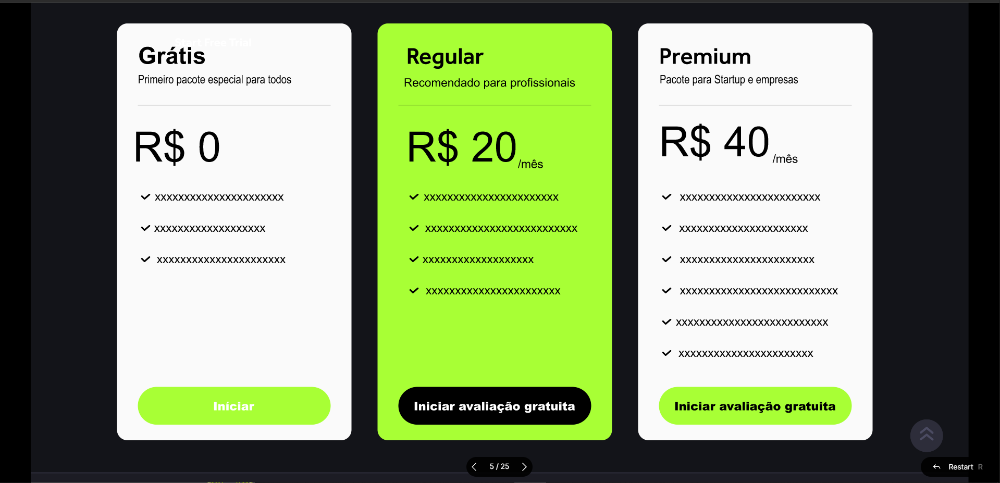 Start Free Trial
Grátis
Primeiro pacote especial para todos
R$ 0
xxxxxxxxxxxxxxxxxxxxxx
xxxxxxxxxxxxxxxxxxx
xxxxxxxxxxxxxxxxxxxxxx
Iníciar
Regular
Recomendado para profissionais
R$ 20 /mês
xxxxxxxxxxxxxxxxxxxxxxx
xxxxxxxxxxxxxxxxxxxxxxxxxx
xxxxxxxxxxxxxxxxxxx
xxxxxxxxxxxxxxxxxxxxxxx
Iniciar avaliação gratuita
Premium
Pacote para Startup e empresas
R$ 40 /mês
xxxxxxxxxxxxxxxxxxxxxxxx
xxxxxxxxxxxxxxxxxxxxxx
xxxxxxxxxxxxxxxxxxxxxxx
xxxxxxxxxxxxxxxxxxxxxxxxxxx
xxxxxxxxxxxxxxxxxxxxxxxxxx
xxxxxxxxxxxxxxxxxxxxxxx
Iniciar avaliação gratuita
5 / 25
Restart R